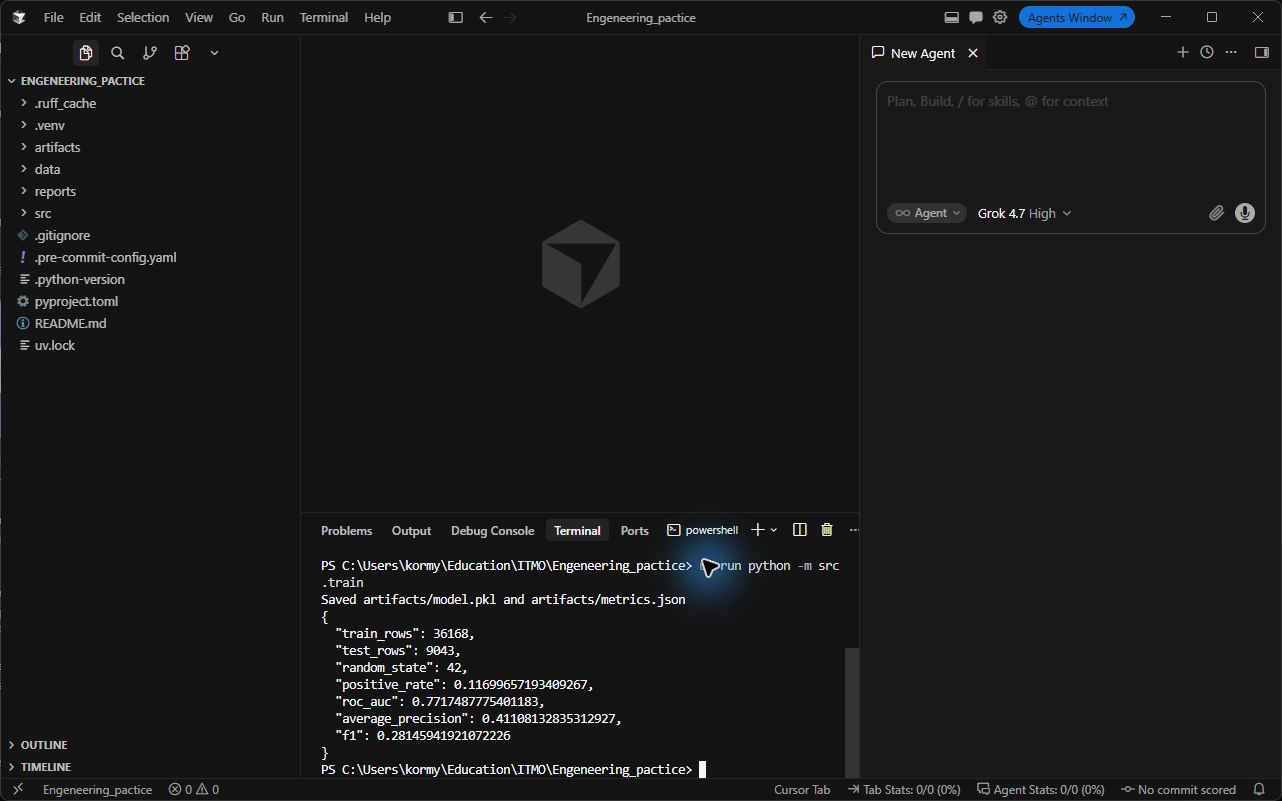 File Edit Selection View Go Run Terminal Help Engeneering_pactice Agents Window
ENGENEERING_PACTICE
.ruff_cache
.venv
artifacts
data
reports
src
.gitignore
.pre-commit-config.yaml
.python-version
pyproject.toml
README.md
uv.lock
OUTLINE
TIMELINE
Problems Output Debug Console Terminal Ports powershell
PS C:\Users\kormy\Education\ITMO\Engeneering_pactice> run python -m src
.train
Saved artifacts/model.pkl and artifacts/metrics.json
{
"train_rows": 36168,
"test_rows": 9043,
"random_state": 42,
"positive_rate": 0.11699657193409267,
"roc_auc": 0.7717487775401183,
"average_precision": 0.41108132835312927,
"f1": 0.28145941921072226
}
PS C:\Users\kormy\Education\ITMO\Engeneering_pactice>
New Agent
Plan, Build, / for skills, @ for context
Agent Grok 4.7 High
Engeneering_pactice 0 0 Cursor Tab Tab Stats: 0/0 (0%) Agent Stats: 0/0 (0%) No commit scored